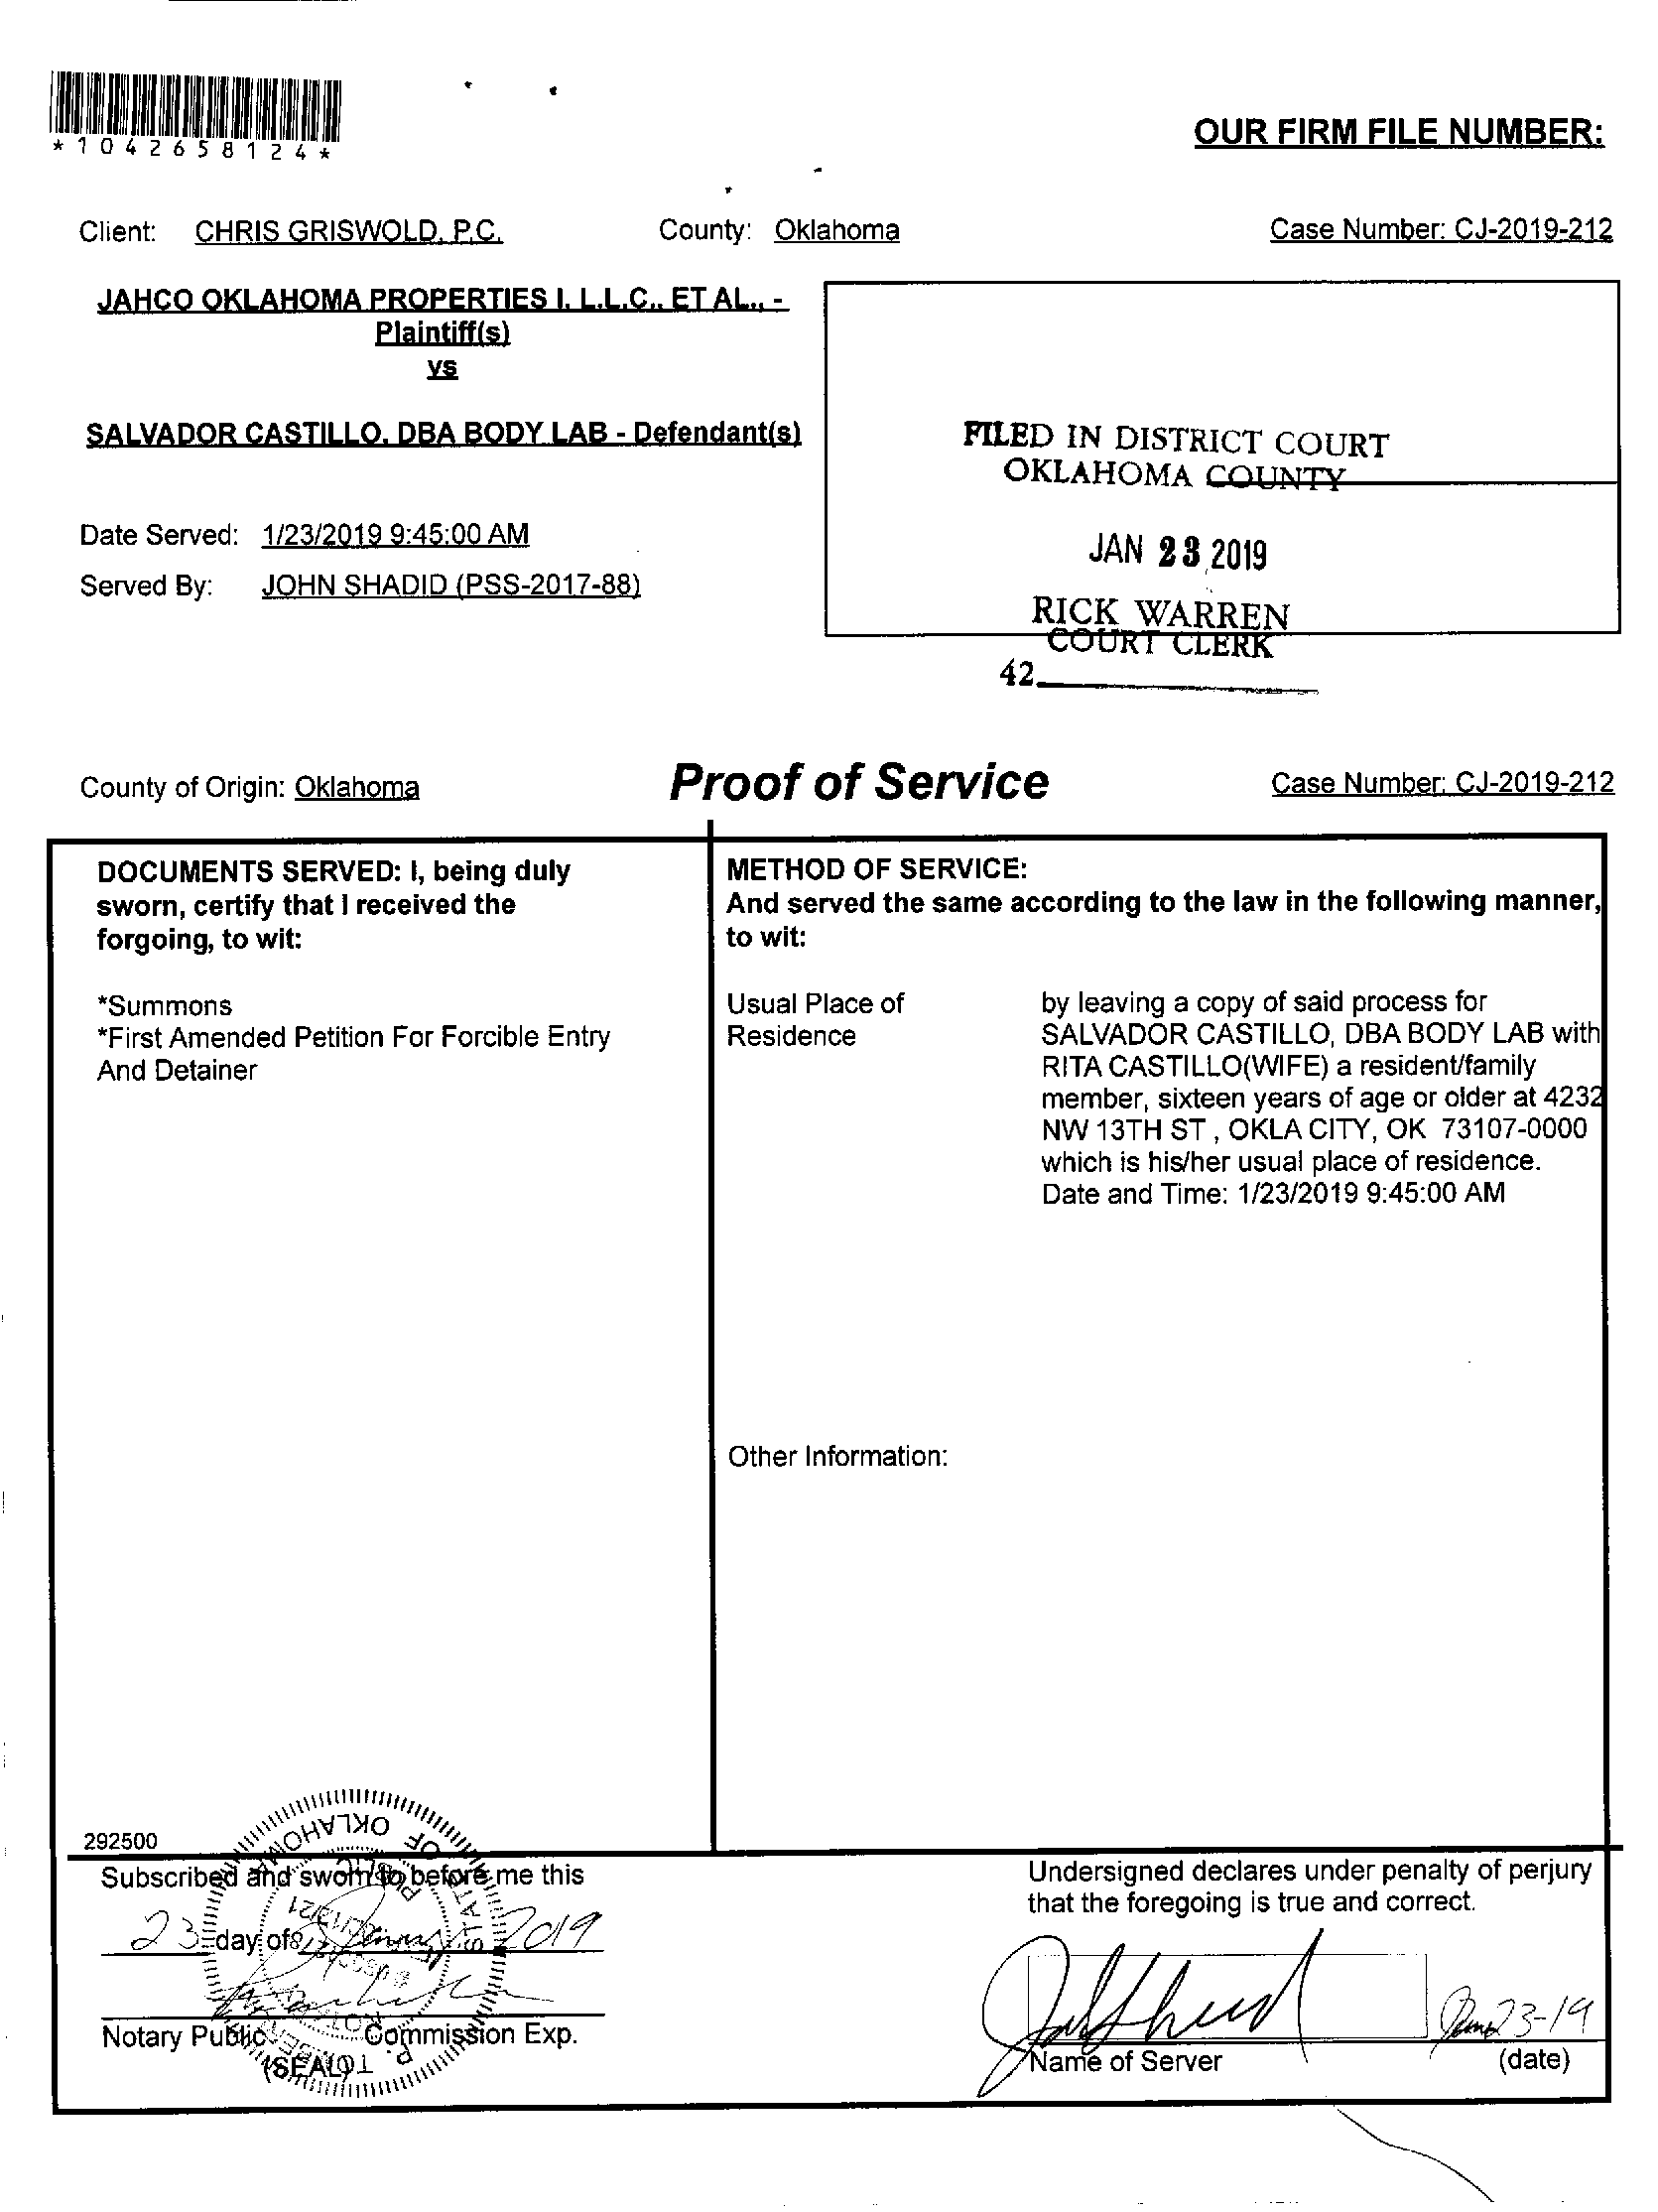 *1042658124*
OUR FIRM FILE NUMBER:
Client: CHRIS GRISWOLD, P.C. County: Oklahoma Case Number: CJ-2019-212
JAHCO OKLAHOMA PROPERTIES I, L.L.C., ET AL., -
Plaintiff(s)
vs
SALVADOR CASTILLO, DBA BODY LAB - Defendant(s)
FILED IN DISTRICT COURT
OKLAHOMA COUNTY
Date Served: 1/23/2019 9:45:00 AM
JAN 23 2019
Served By: JOHN SHADID (PSS-2017-88)
RICK WARREN
COURT CLERK
42
County of Origin: Oklahoma Proof of Service Case Number: CJ-2019-212
DOCUMENTS SERVED: I, being duly
sworn, certify that I received the
forgoing, to wit:
*Summons
*First Amended Petition For Forcible Entry
And Detainer
METHOD OF SERVICE:
And served the same according to the law in the following manner,
to wit:
Usual Place of
Residence
by leaving a copy of said process for
SALVADOR CASTILLO, DBA BODY LAB with
RITA CASTILLO(WIFE) a resident/family
member, sixteen years of age or older at 4232
NW 13TH ST , OKLA CITY, OK 73107-0000
which is his/her usual place of residence.
Date and Time: 1/23/2019 9:45:00 AM
Other Information:
292500
Subscribed and sworn to before me this
23 day of January 2019
Notary Public Commission Exp.
(SEAL)
STATE OF OKLAHOMA
PUBLIC
Undersigned declares under penalty of perjury
that the foregoing is true and correct.
Jan 23-19
Name of Server (date)